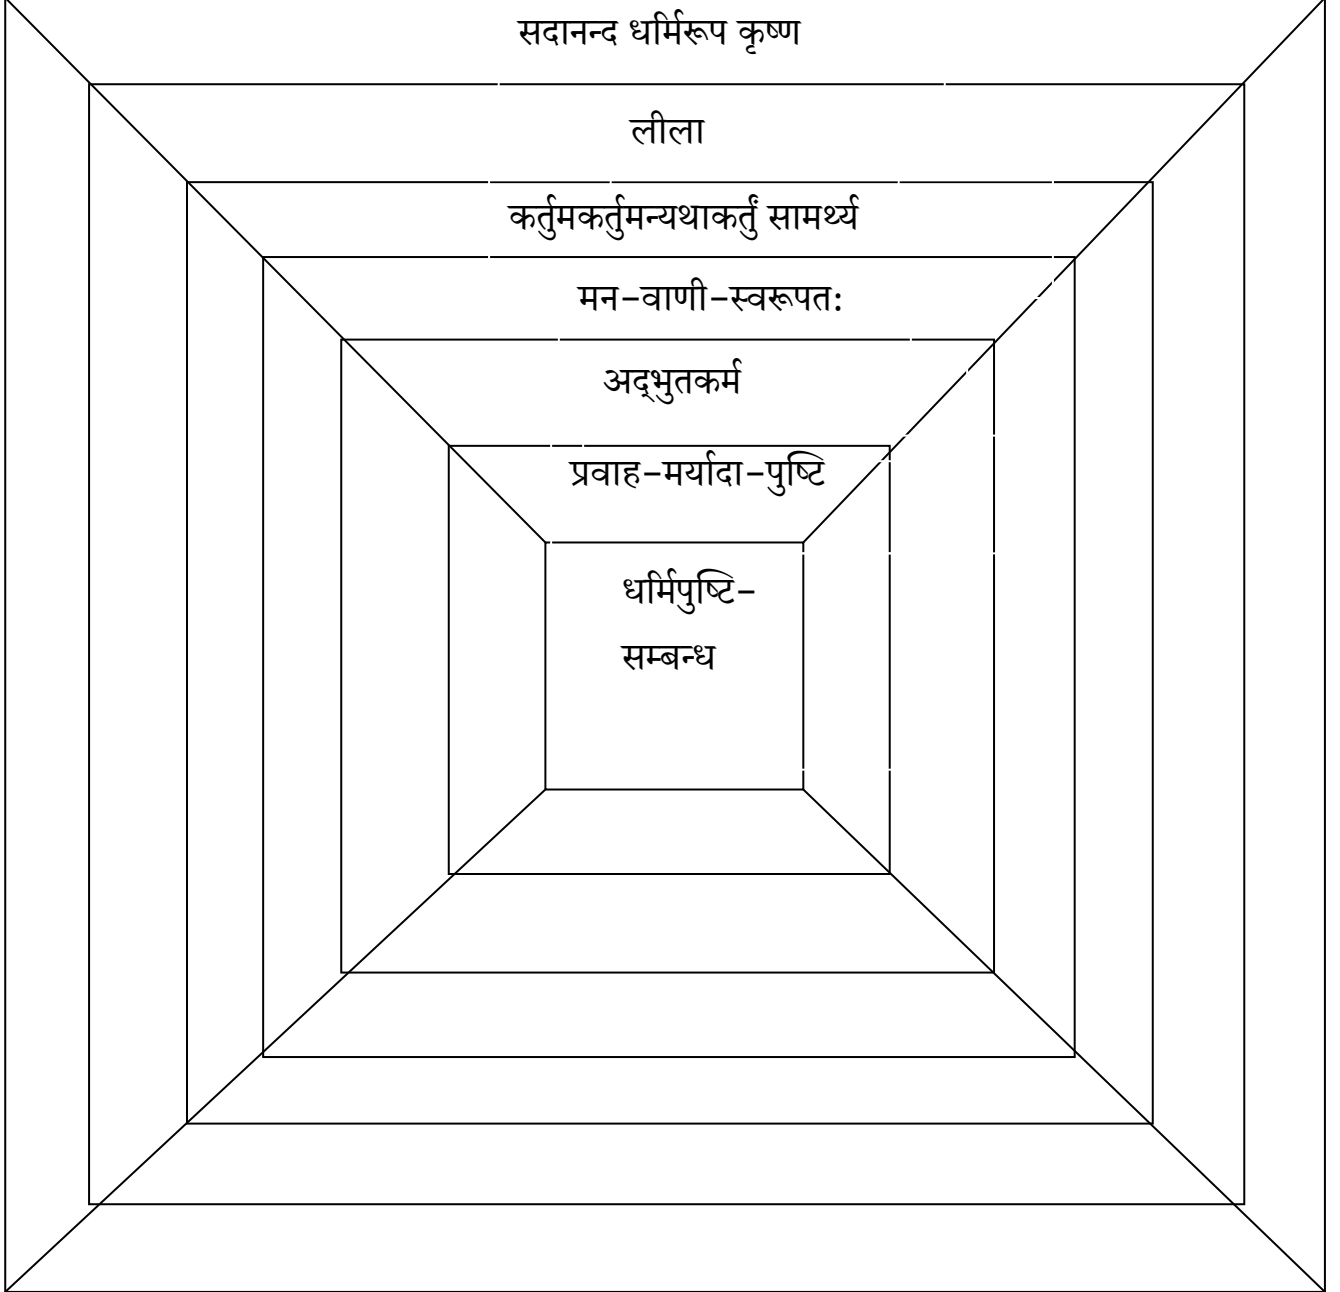 सदानन्द धर्मिरूप कृष्ण
लीला
कर्तुमकर्तुमन्यथाकर्तुं सामर्थ्य
मन-वाणी-स्वरूपतः
अद्‌भुतकर्म
प्रवाह-मर्यादा-पुष्टि
धर्मिपुष्टि-
सम्बन्ध